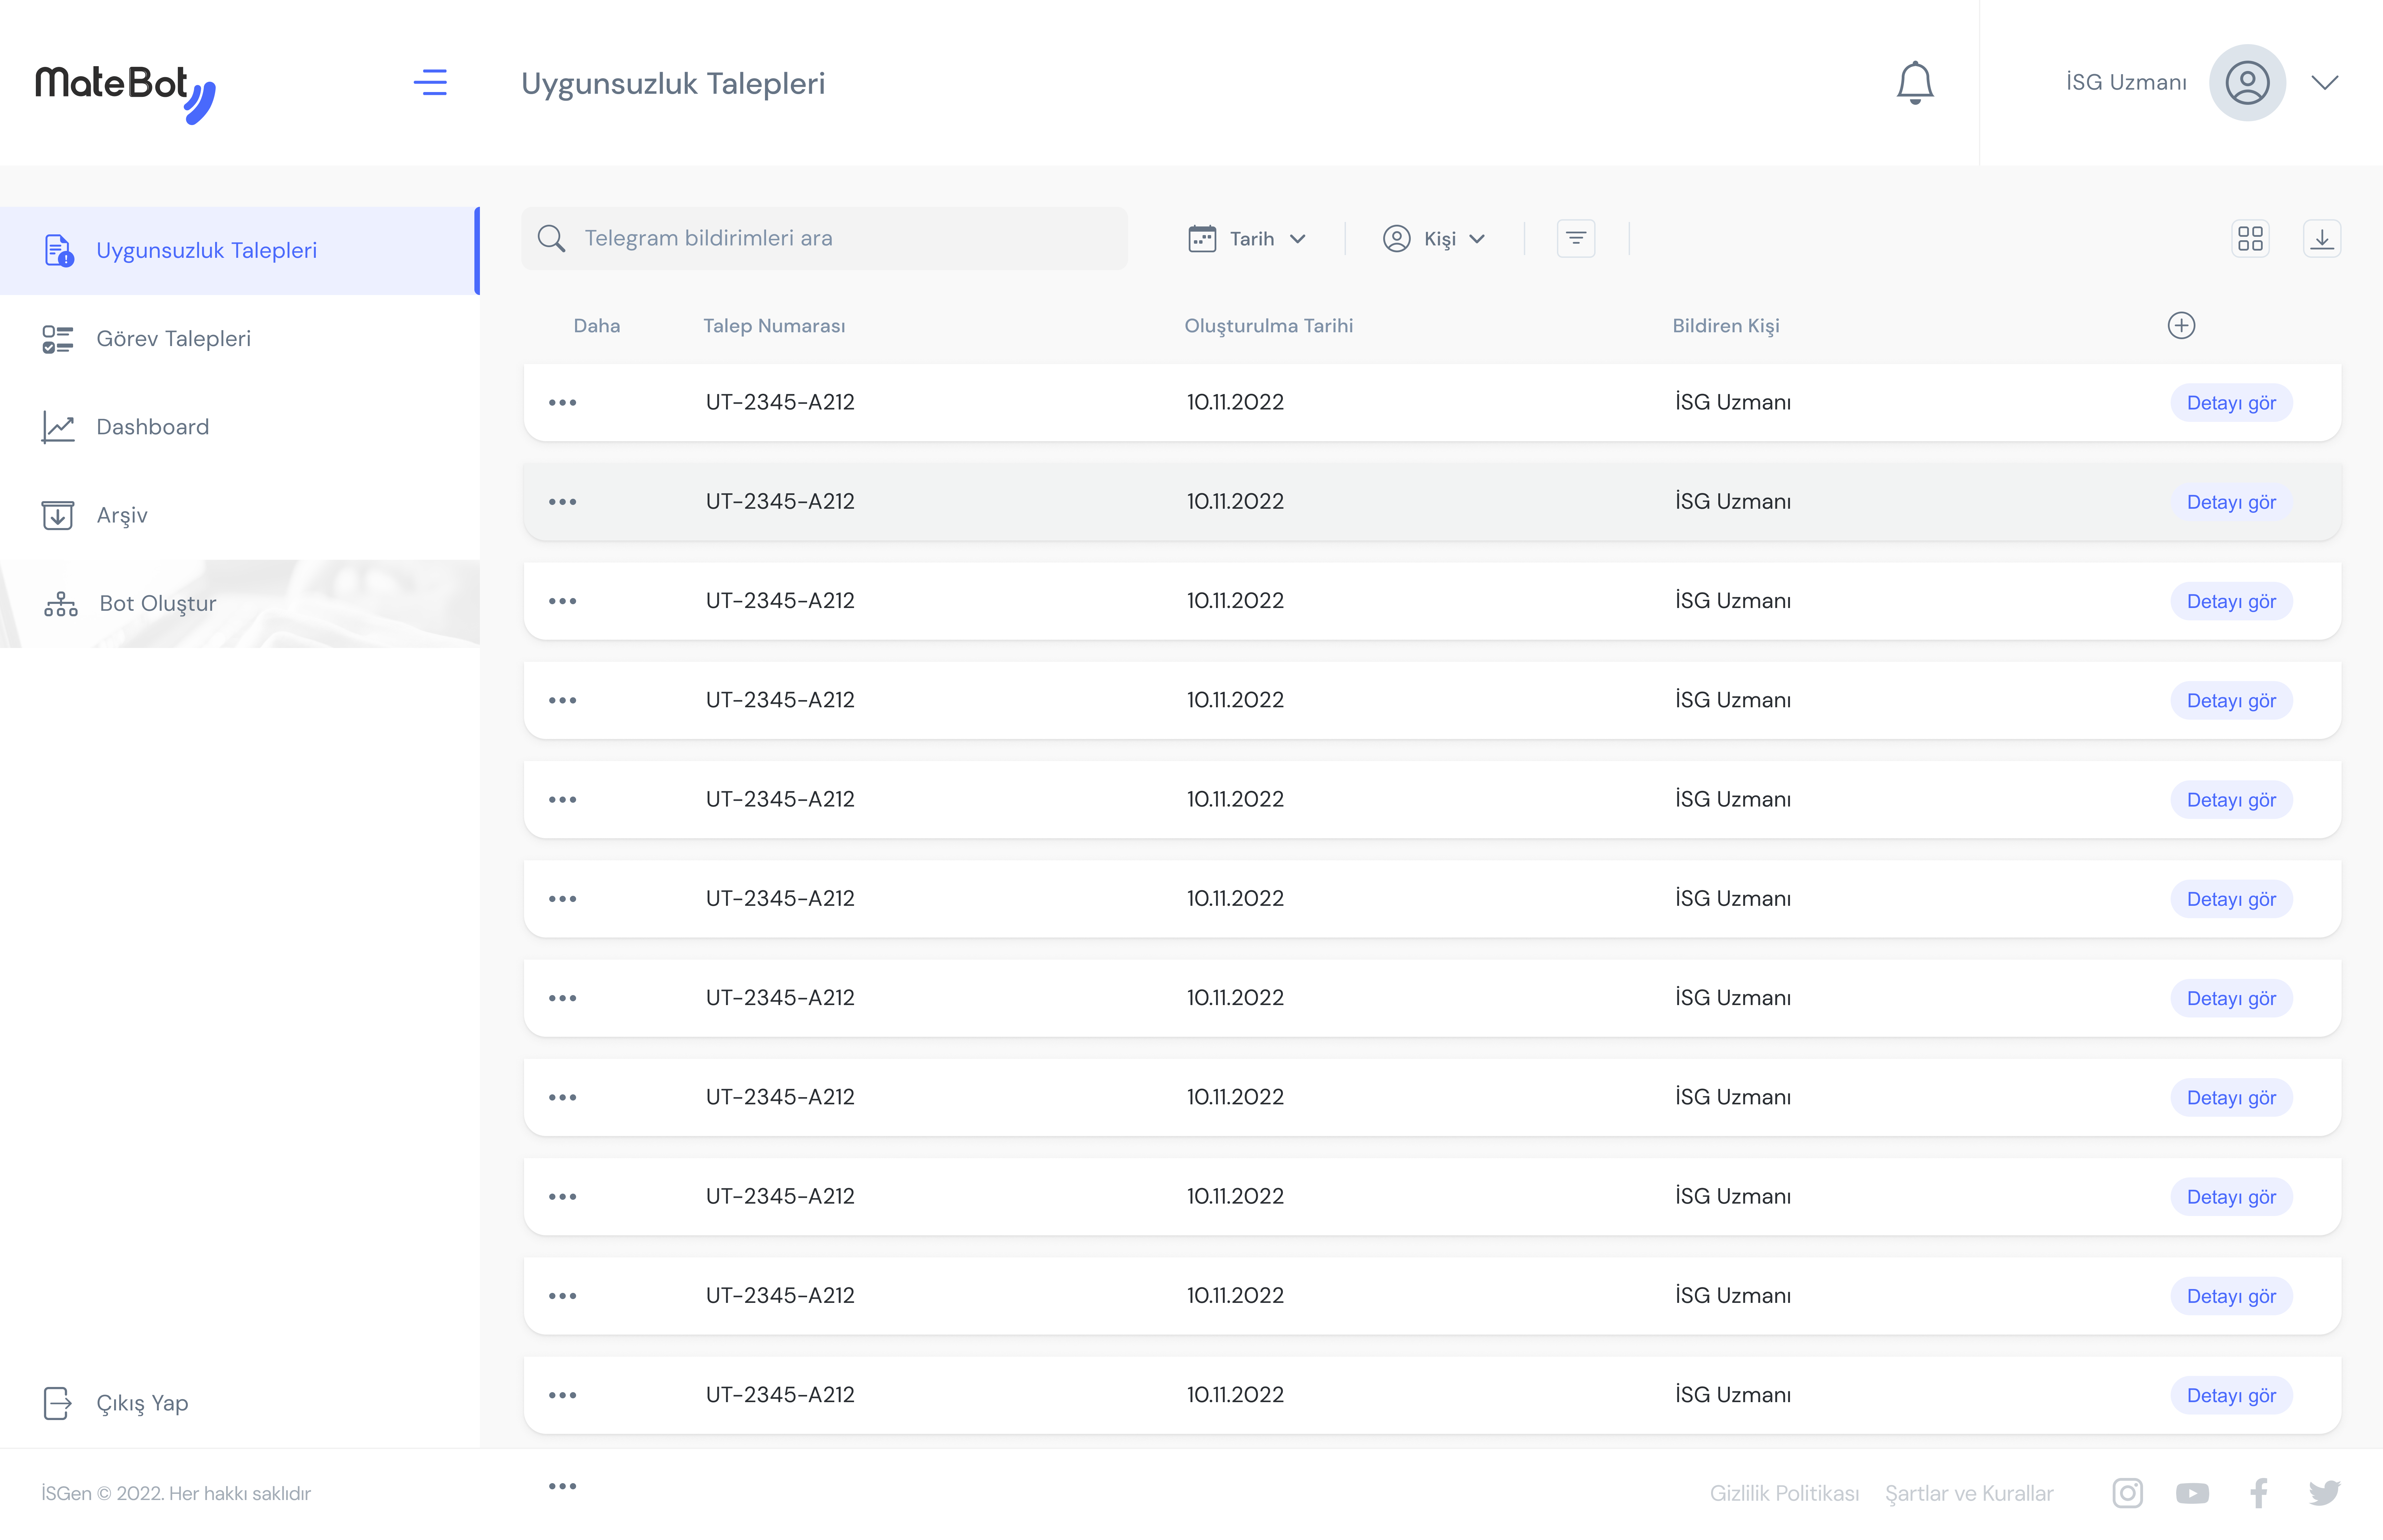 MateBot
Uygunsuzluk Talepleri
İSG Uzmanı
Uygunsuzluk Talepleri
Görev Talepleri
Dashboard
Arşiv
Bot Oluştur
Çıkış Yap
Telegram bildirimleri ara
Tarih
Kişi
Daha Talep Numarası Oluşturulma Tarihi Bildiren Kişi
UT-2345-A212 10.11.2022 İSG Uzmanı Detayı gör
UT-2345-A212 10.11.2022 İSG Uzmanı Detayı gör
UT-2345-A212 10.11.2022 İSG Uzmanı Detayı gör
UT-2345-A212 10.11.2022 İSG Uzmanı Detayı gör
UT-2345-A212 10.11.2022 İSG Uzmanı Detayı gör
UT-2345-A212 10.11.2022 İSG Uzmanı Detayı gör
UT-2345-A212 10.11.2022 İSG Uzmanı Detayı gör
UT-2345-A212 10.11.2022 İSG Uzmanı Detayı gör
UT-2345-A212 10.11.2022 İSG Uzmanı Detayı gör
UT-2345-A212 10.11.2022 İSG Uzmanı Detayı gör
UT-2345-A212 10.11.2022 İSG Uzmanı Detayı gör
İSGen © 2022. Her hakkı saklıdır
Gizlilik Politikası Şartlar ve Kurallar